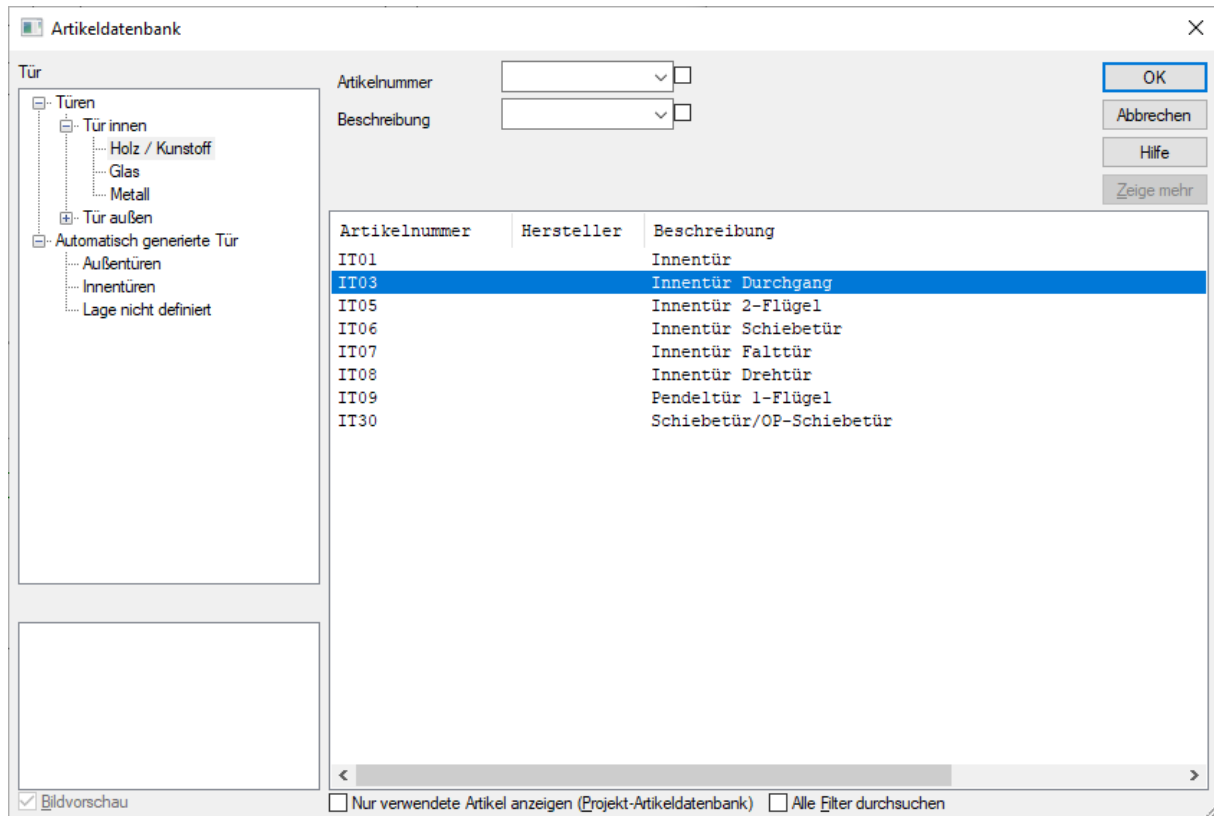 Artikeldatenbank
Tür
Türen
Tür innen
Holz / Kunstoff
Glas
Metall
Tür außen
Automatisch generierte Tür
Außentüren
Innentüren
Lage nicht definiert
Artikelnummer
Beschreibung
OK
Abbrechen
Hilfe
Zeige mehr
Artikelnummer Hersteller Beschreibung
IT01 Innentür
IT03 Innentür Durchgang
IT05 Innentür 2-Flügel
IT06 Innentür Schiebetür
IT07 Innentür Falttür
IT08 Innentür Drehtür
IT09 Pendeltür 1-Flügel
IT30 Schiebetür/OP-Schiebetür
Bildvorschau
Nur verwendete Artikel anzeigen (Projekt-Artikeldatenbank) Alle Filter durchsuchen